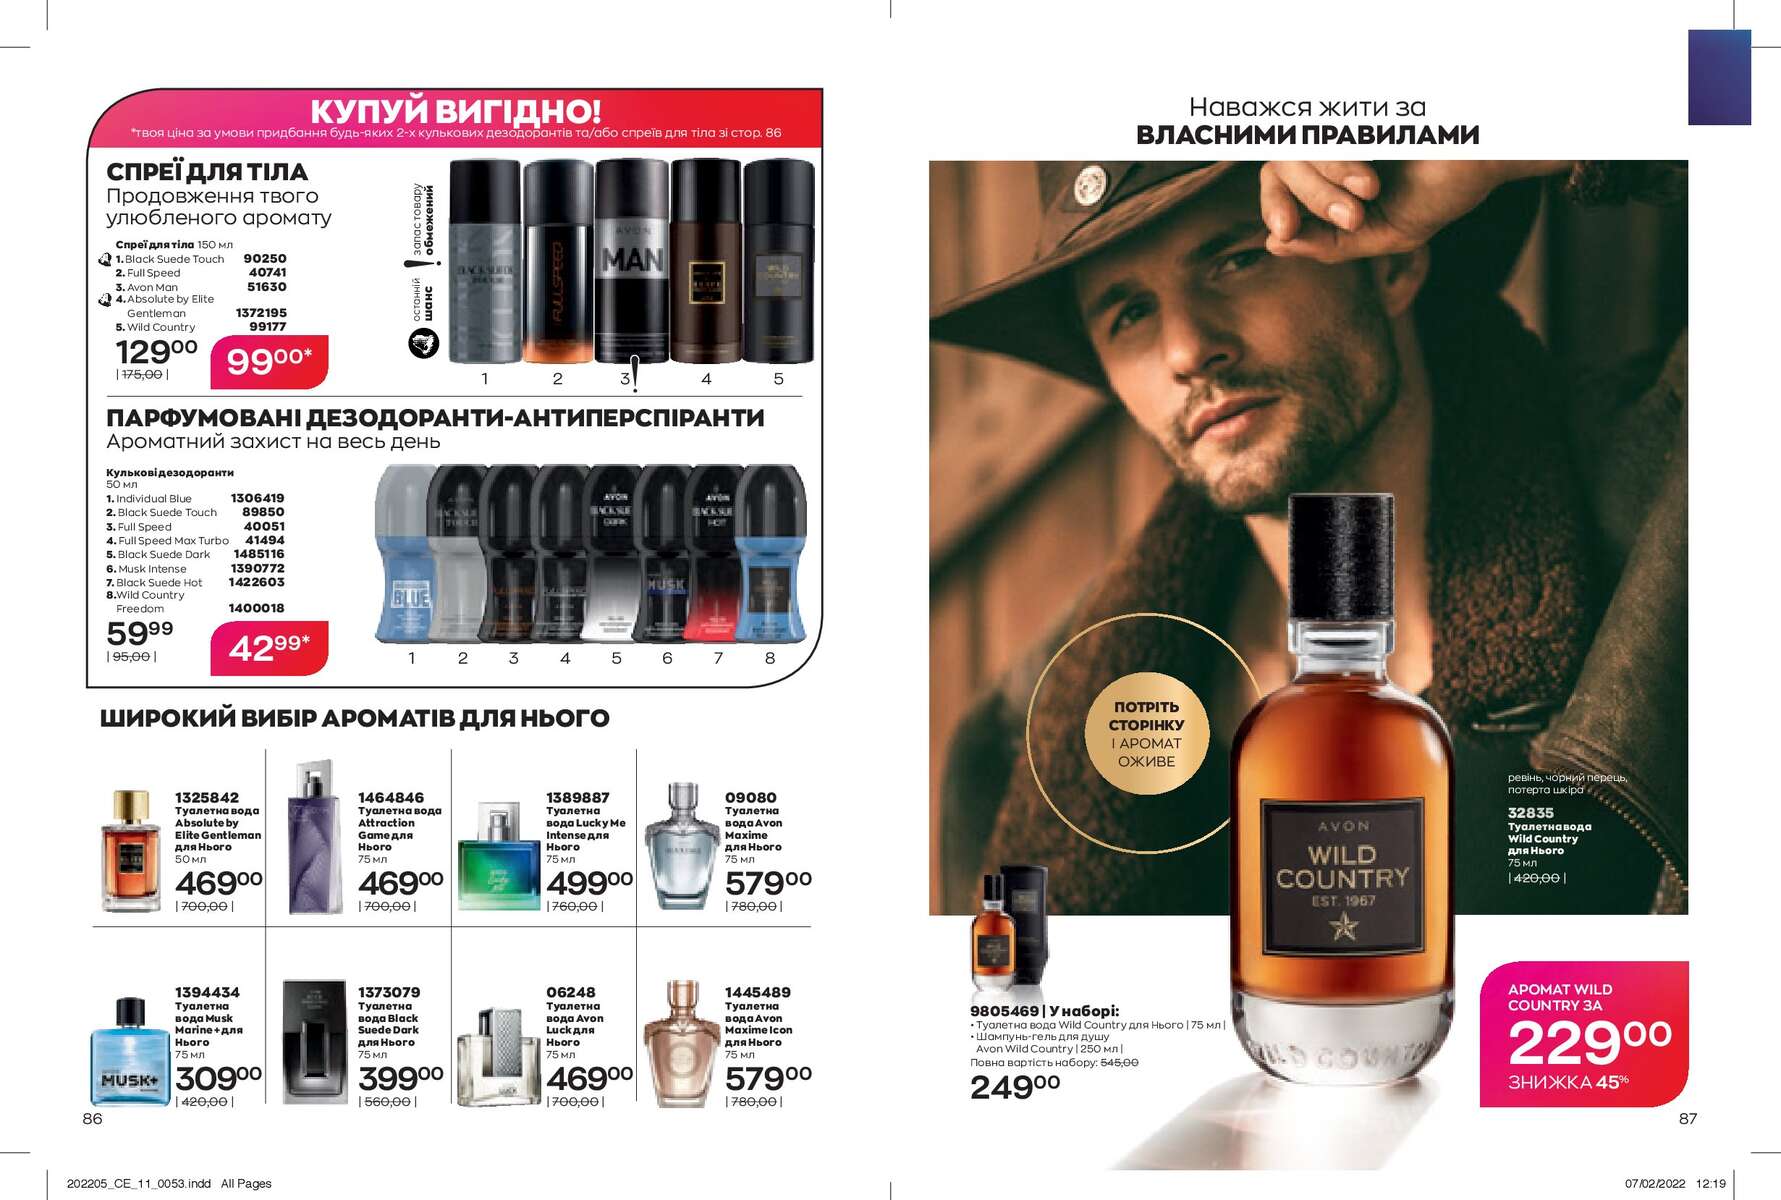 КУПУЙ ВИГІДНО!
*твоя ціна за умови придбання будь-яких 2-х кулькових дезодорантів та/або спреїв для тіла зі стор. 86
СПРЕЇ ДЛЯ ТІЛА
Продовження твого
улюбленого аромату
Спреї для тіла 150 мл
1. Black Suede Touch 90250
2. Full Speed 40741
3. Avon Man 51630
4. Absolute by Elite
Gentleman 1372195
5. Wild Country 99177
12900
| 175,00 |
9900*
останній
шанс
запас товару
обмежений
AVON
MAN
FULL SPEED
WILD
COUNTRY
1 2 3 4 5
ПАРФУМОВАНІ ДЕЗОДОРАНТИ-АНТИПЕРСПІРАНТИ
Ароматний захист на весь день
Кулькові дезодоранти
50 мл
1. Individual Blue 1306419
2. Black Suede Touch 89850
3. Full Speed 40051
4. Full Speed Max Turbo 41494
5. Black Suede Dark 1485116
6. Musk Intense 1390772
7. Black Suede Hot 1422603
8. Wild Country
Freedom 1400018
5999
| 95,00 |
4299*
1 2 3 4 5 6 7 8
ШИРОКИЙ ВИБІР АРОМАТІВ ДЛЯ НЬОГО
1325842
Туалетна вода
Absolute by
Elite Gentleman
для Нього
50 мл
46900
| 700,00 |
1464846
Туалетна вода
Attraction
Game для
Нього
75 мл
46900
| 700,00 |
1389887
Туалетна
вода Lucky Me
Intense для
Нього
75 мл
49900
| 760,00 |
09080
Туалетна
вода Avon
Maxime
для Нього
75 мл
57900
| 780,00 |
1394434
Туалетна
вода Musk
Marine + для
Нього
75 мл
30900
| 420,00 |
MUSK+
1373079
Туалетна
вода Black
Suede Dark
для Нього
75 мл
39900
| 560,00 |
06248
Туалетна
вода Avon
Luck для
Нього
75 мл
46900
| 700,00 |
1445489
Туалетна
вода Avon
Maxime Icon
для Нього
75 мл
57900
| 780,00 |
86
Наважся жити за
ВЛАСНИМИ ПРАВИЛАМИ
ПОТРІТЬ
СТОРІНКУ
І АРОМАТ
ОЖИВЕ
ревінь, чорний перець,
потерта шкіра
32835
Туалетна вода
Wild Country
для Нього
75 мл
| 420,00 |
AVON
WILD
COUNTRY
EST. 1967
WILD COUNTRY
9805469 | У наборі:
• Туалетна вода Wild Country для Нього | 75 мл |
• Шампунь-гель для душу
Avon Wild Country | 250 мл |
Повна вартість набору: 545,00
24900
АРОМАТ WILD
COUNTRY ЗА
22900
ЗНИЖКА 45%
87
202205_CE_11_0053.indd All Pages
07/02/2022 12:19